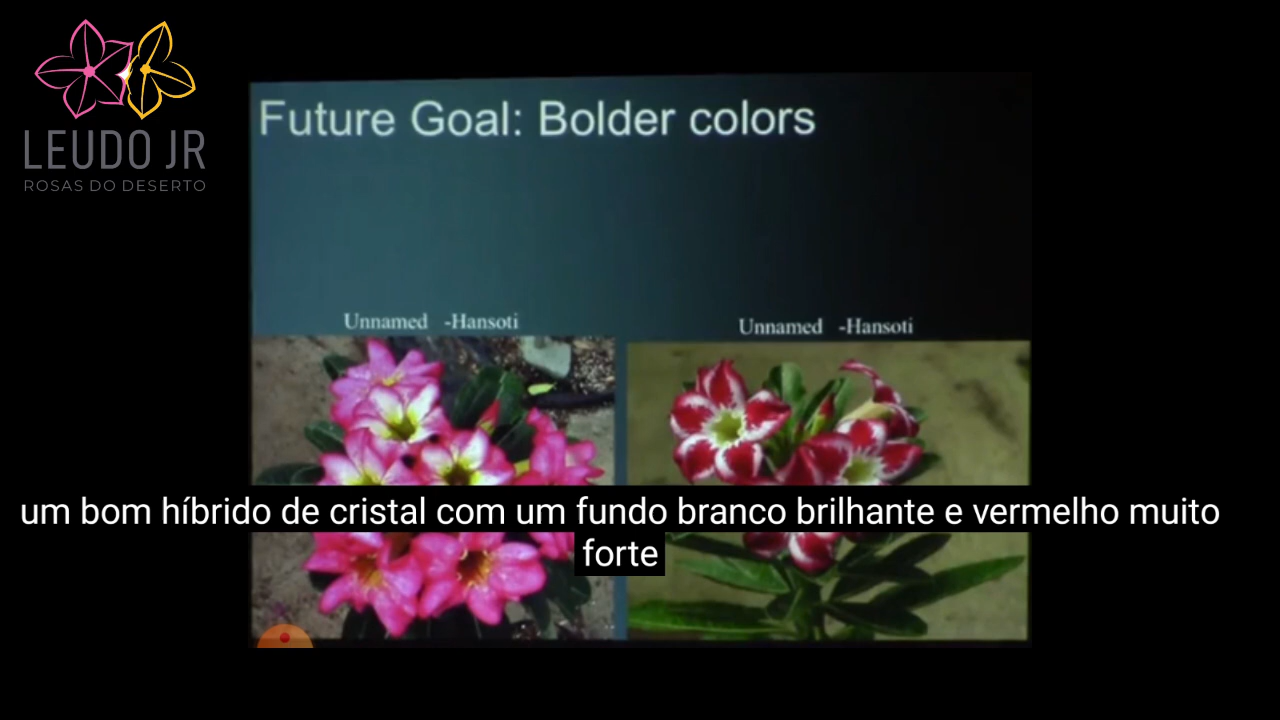 LEUDO JR
ROSAS DO DESERTO
Future Goal: Bolder colors
Unnamed -Hansoti
Unnamed -Hansoti
um bom híbrido de cristal com um fundo branco brilhante e vermelho muito
forte